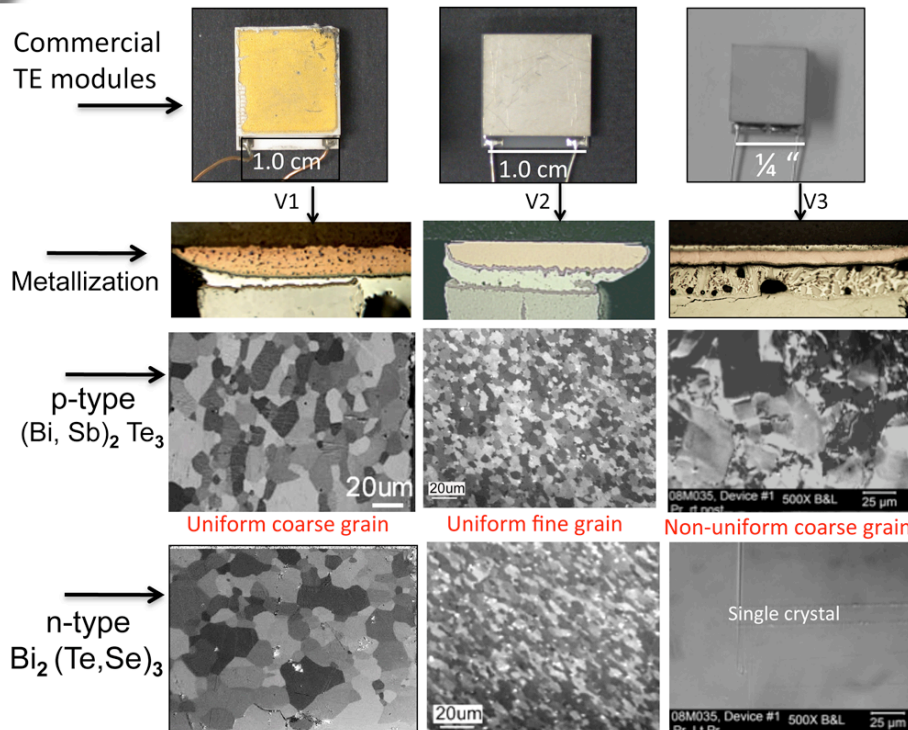 Commercial
TE modules
1.0 cm
1.0 cm
¼ “
V1
V2
V3
Metallization
p-type
(Bi, Sb)₂ Te₃
20um
20um
08M035, Device #1 500X B&L 25 µm
Uniform coarse grain
Uniform fine grain
Non-uniform coarse grain
n-type
Bi₂ (Te,Se)₃
20um
Single crystal
08M035, Device #1 500X B&L 25 µm